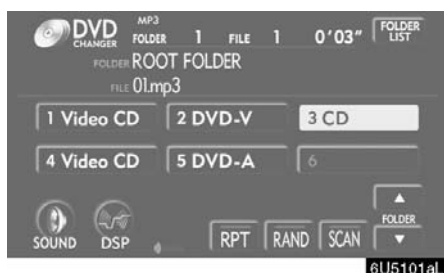 DVD CHANGER MP3 FOLDER 1 FILE 1 0'03" FOLDER LIST
FOLDER ROOT FOLDER
FILE 01.mp3
1 Video CD 2 DVD-V 3 CD
4 Video CD 5 DVD-A 6
SOUND DSP RPT RAND SCAN FOLDER
6U5101aL